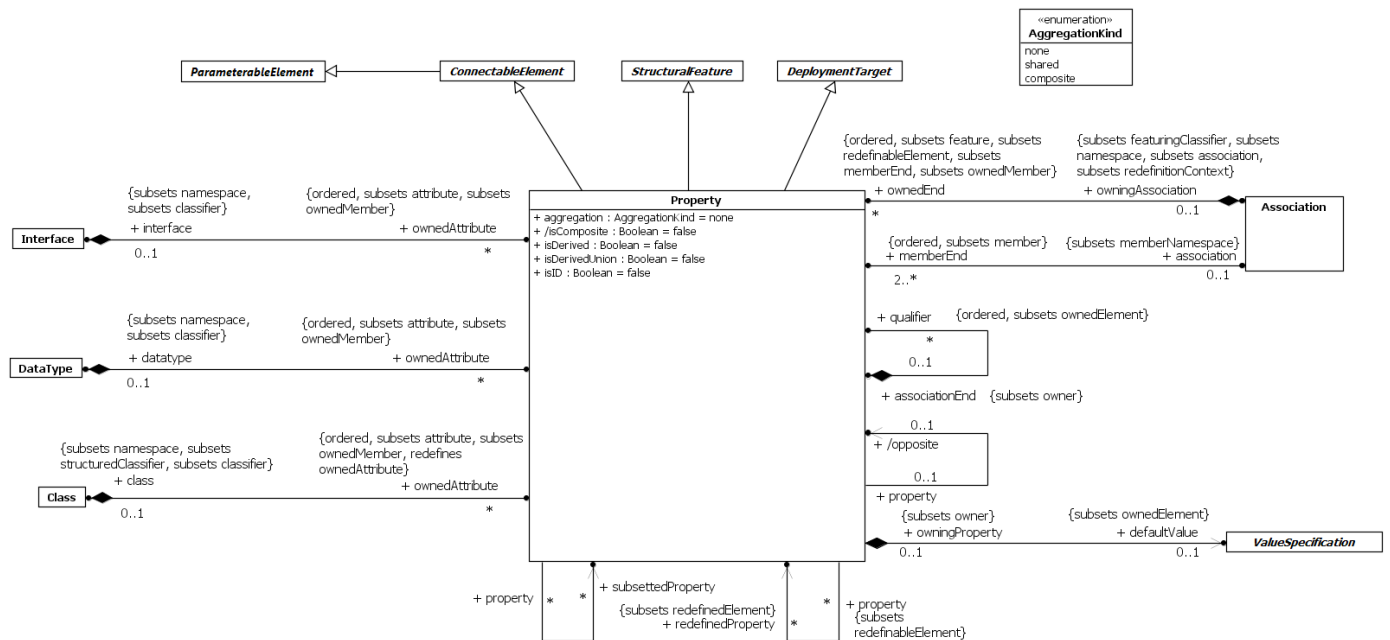 «enumeration»
AggregationKind
none
shared
composite
ParameterableElement
ConnectableElement
StructuralFeature
DeploymentTarget
{ordered, subsets feature, subsets
redefinableElement, subsets
memberEnd, subsets ownedMember}
+ ownedEnd
*
{subsets featuringClassifier, subsets
namespace, subsets association,
subsets redefinitionContext}
+ owningAssociation
0..1
Association
{subsets namespace,
subsets classifier}
+ interface
0..1
{ordered, subsets attribute, subsets
ownedMember}
+ ownedAttribute
*
Interface
Property
+ aggregation : AggregationKind = none
+ /isComposite : Boolean = false
+ isDerived : Boolean = false
+ isDerivedUnion : Boolean = false
+ isID : Boolean = false
{ordered, subsets member}
+ memberEnd
2..*
{subsets memberNamespace}
+ association
0..1
{subsets namespace,
subsets classifier}
+ datatype
0..1
{ordered, subsets attribute, subsets
ownedMember}
+ ownedAttribute
*
DataType
+ qualifier
{ordered, subsets ownedElement}
*
0..1
+ associationEnd
{subsets owner}
0..1
+ /opposite
0..1
+ property
{subsets namespace, subsets
structuredClassifier, subsets classifier}
+ class
0..1
{ordered, subsets attribute, subsets
ownedMember, redefines
ownedAttribute}
+ ownedAttribute
*
Class
{subsets owner}
+ owningProperty
0..1
{subsets ownedElement}
+ defaultValue
0..1
ValueSpecification
+ property
*
*
+ subsettedProperty
{subsets redefinedElement}
+ redefinedProperty
*
*
+ property
{subsets
redefinableElement}